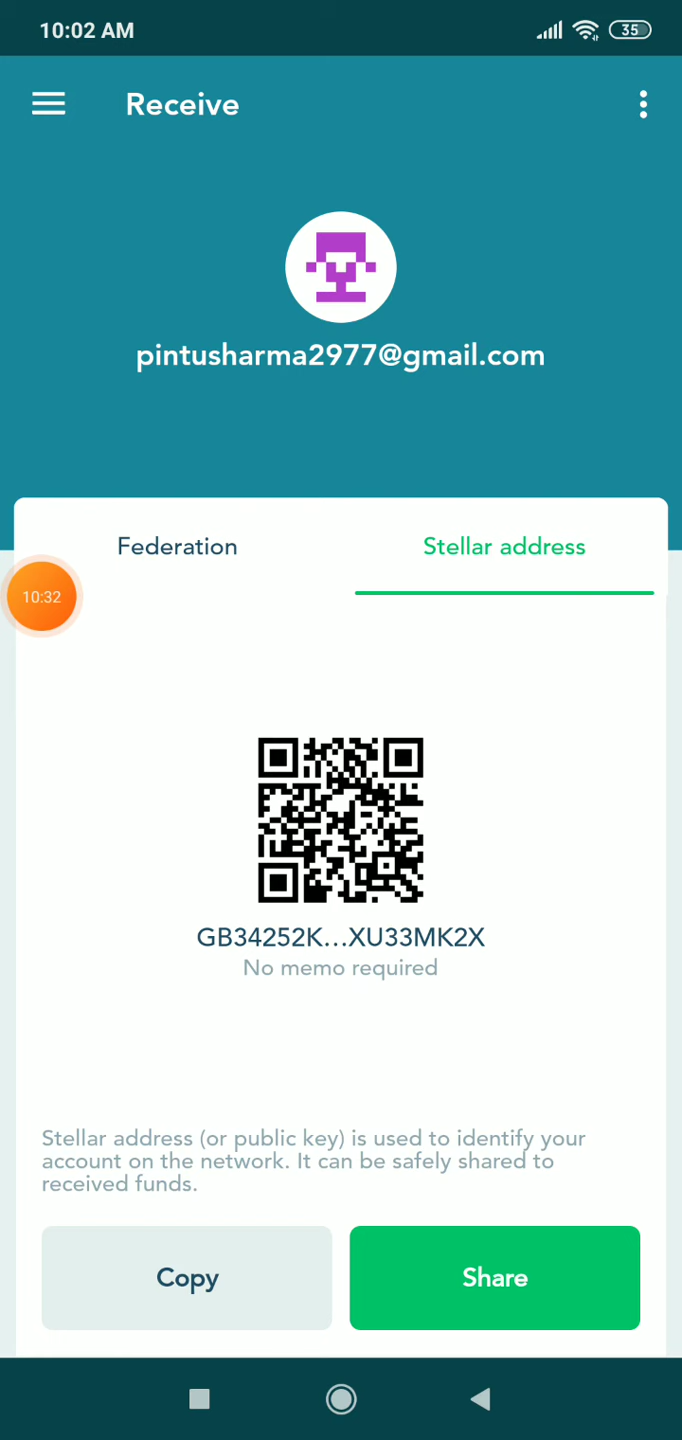 10:02 AM
35
Receive
pintusharma2977@gmail.com
Federation
Stellar address
10:32
GB34252K...XU33MK2X
No memo required
Stellar address (or public key) is used to identify your
account on the network. It can be safely shared to
received funds.
Copy
Share